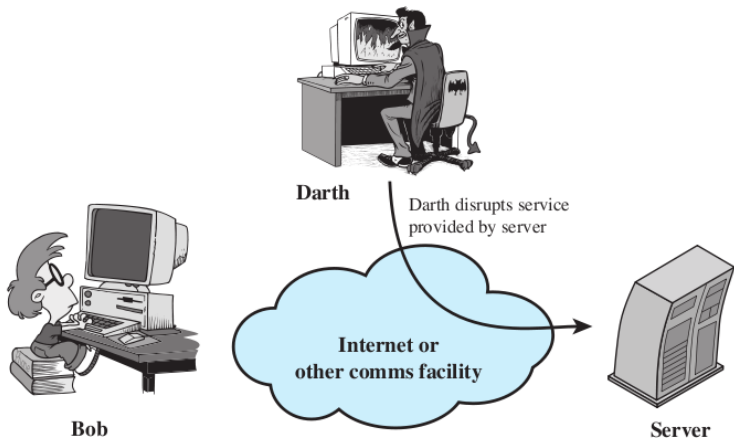 Darth
Darth disrupts service
provided by server
Internet or
other comms facility
Bob
Server